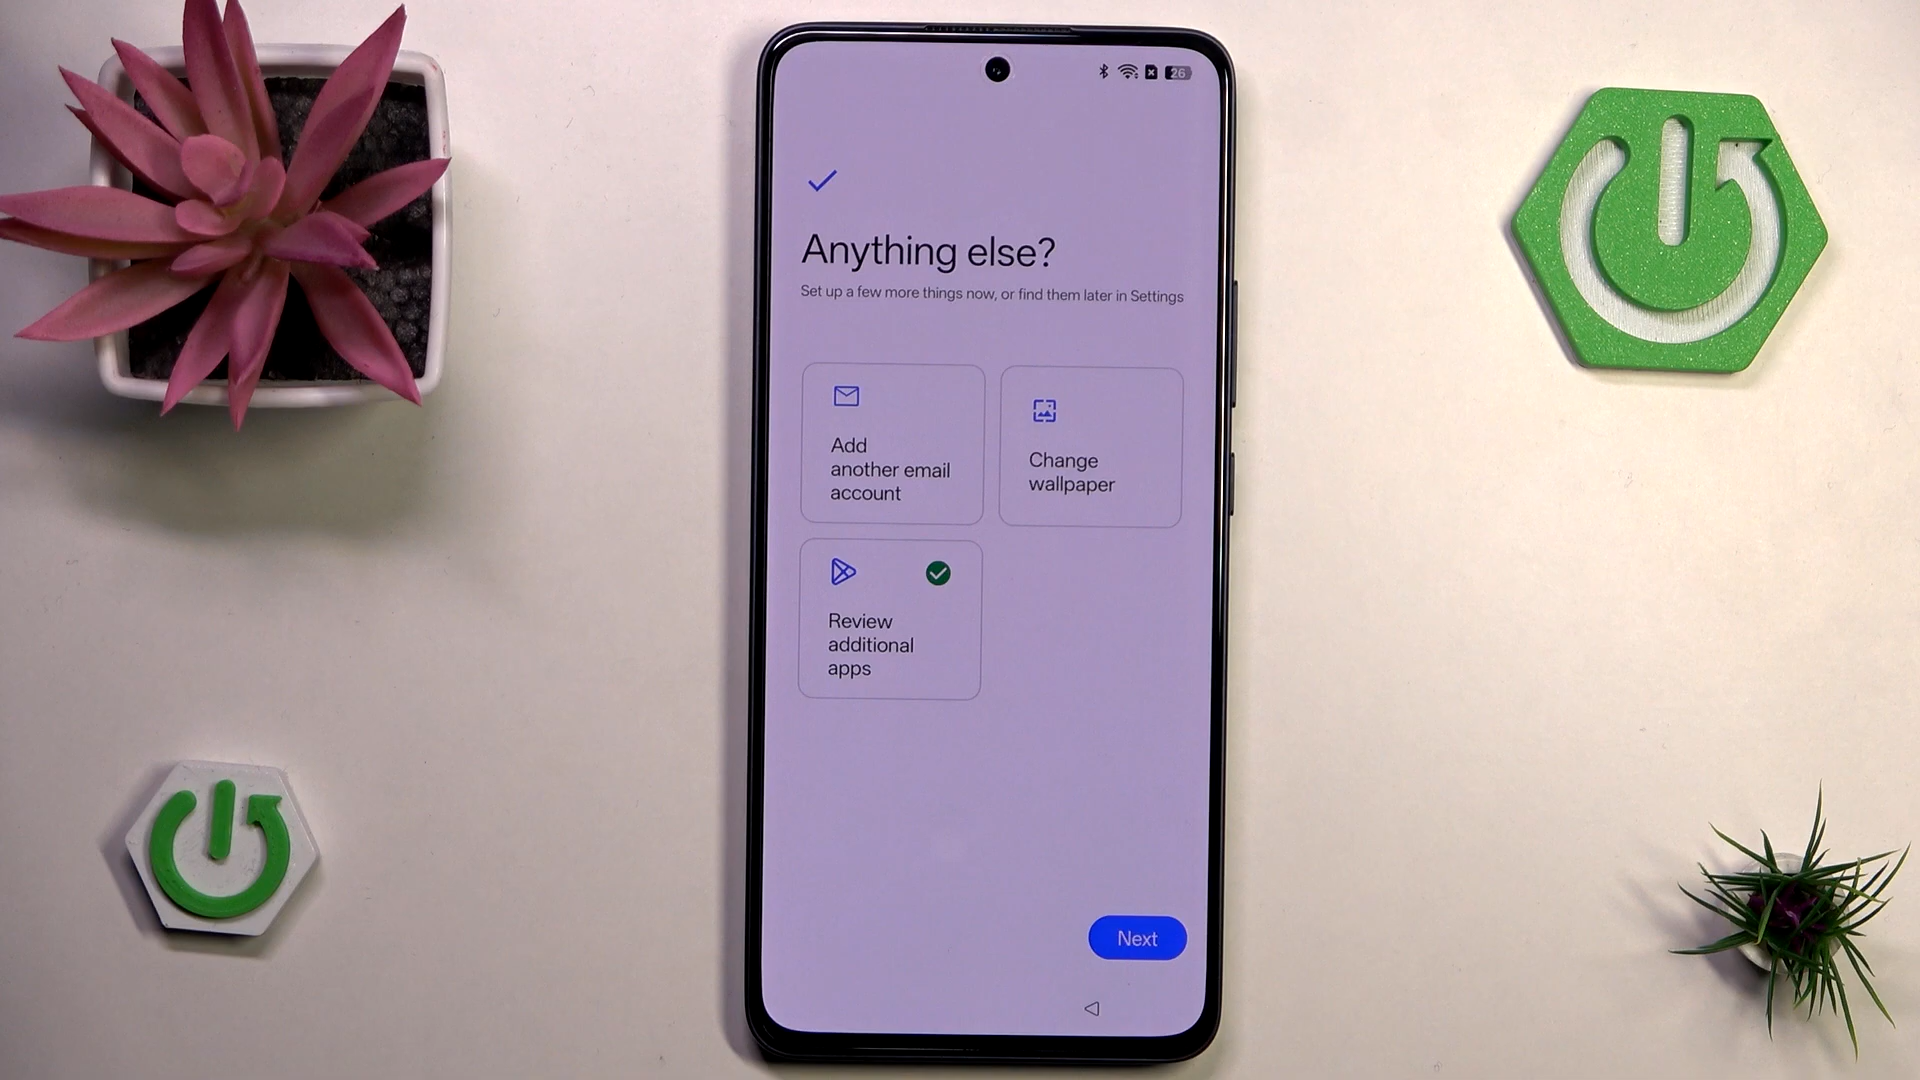 26
Anything else?
Set up a few more things now, or find them later in Settings
Add
another email
account
Change
wallpaper
Review
additional
apps
Next